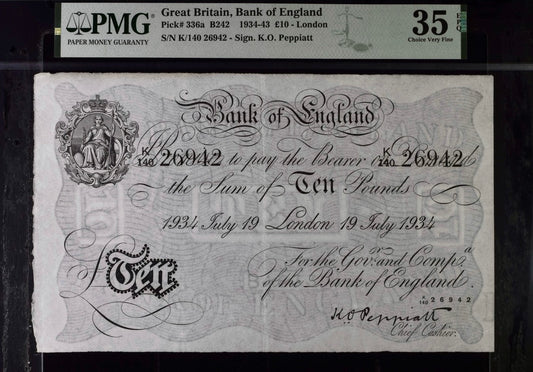 PMG
PAPER MONEY GUARANTY
Great Britain, Bank of England
Pick# 336a B242 1934-43 £10 - London
S/N K/140 26942 - Sign. K.O. Peppiatt
35 EPQ
Choice Very Fine
Bank of England
K/140 26942 to pay the Bearer on K/140 26942
the Sum of Ten Pounds
1934 July 19 London 19 July 1934
For the Govr. and Compa.
of the Bank of England.
£Ten
K/140 26942
K.O. Peppiatt
Chief Cashier.